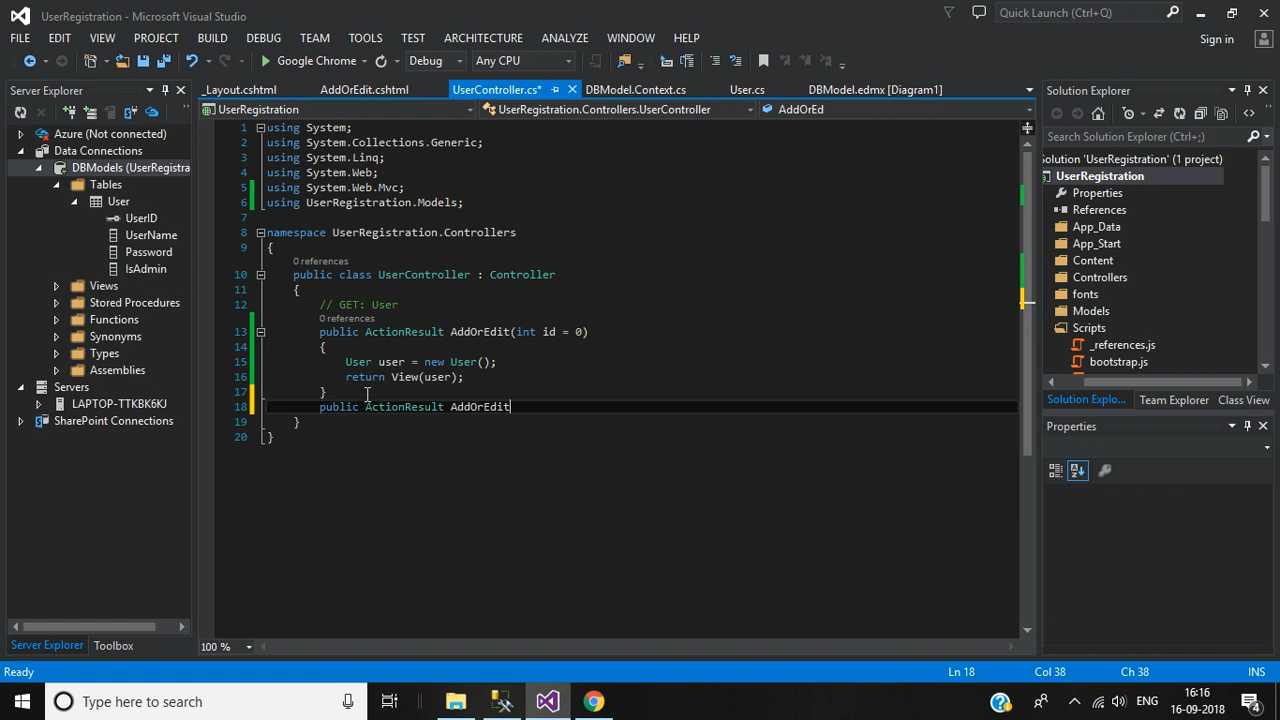 UserRegistration - Microsoft Visual Studio
Quick Launch (Ctrl+Q)
FILE EDIT VIEW PROJECT BUILD DEBUG TEAM TOOLS TEST ARCHITECTURE ANALYZE WINDOW HELP
Sign in
Google Chrome Debug Any CPU
Server Explorer
Azure (Not connected)
Data Connections
DBModels (UserRegistra
Tables
User
UserID
UserName
Password
IsAdmin
Views
Stored Procedures
Functions
Synonyms
Types
Assemblies
Servers
LAPTOP-TTKBK6KJ
SharePoint Connections
Server Explorer Toolbox
_Layout.cshtml AddOrEdit.cshtml UserController.cs* DBModel.Context.cs User.cs DBModel.edmx [Diagram1]
UserRegistration UserRegistration.Controllers.UserController AddOrEd
1 using System;
2 using System.Collections.Generic;
3 using System.Linq;
4 using System.Web;
5 using System.Web.Mvc;
6 using UserRegistration.Models;
7
8 namespace UserRegistration.Controllers
9 {
0 references
10 public class UserController : Controller
11 {
12 // GET: User
0 references
13 public ActionResult AddOrEdit(int id = 0)
14 {
15 User user = new User();
16 return View(user);
17 }
18 public ActionResult AddOrEdit
19 }
20 }
100 %
Solution Explorer
Search Solution Explorer (Ctrl+;)
Solution 'UserRegistration' (1 project)
UserRegistration
Properties
References
App_Data
App_Start
Content
Controllers
fonts
Models
Scripts
_references.js
bootstrap.js
Solution Explo... Team Explorer Class View
Properties
Ready Ln 18 Col 38 Ch 38 INS
Type here to search
ENG
16:16
16-09-2018
4